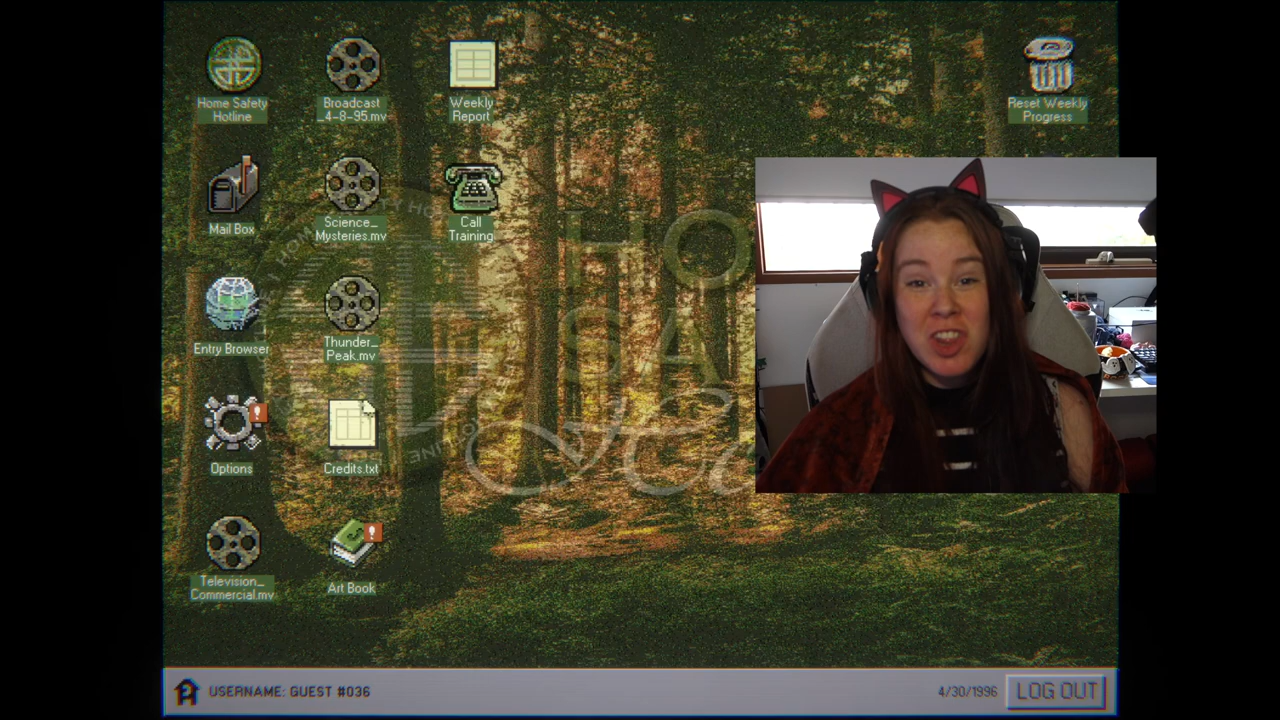 Home Safety
Hotline
Broadcast
_4-8-95.mv
Weekly
Report
Reset Weekly
Progress
Mail Box
Science_
Mysteries.mv
Call
Training
Entry Browser
Thunder_
Peak.mv
Options
Credits.txt
Television_
Commercial.mv
Art Book
HO
SA
USERNAME: GUEST #036
4/30/1996
LOG OUT